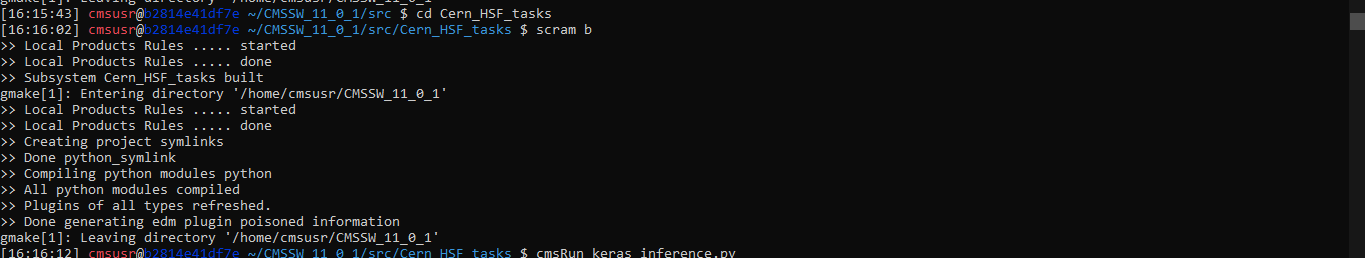 gmake[1]: Leaving directory '/home/cmsusr/CMSSW_11_0_1'
[16:15:43] cmsusr@b2814e41df7e ~/CMSSW_11_0_1/src $ cd Cern_HSF_tasks
[16:16:02] cmsusr@b2814e41df7e ~/CMSSW_11_0_1/src/Cern_HSF_tasks $ scram b
>> Local Products Rules ..... started
>> Local Products Rules ..... done
>> Subsystem Cern_HSF_tasks built
gmake[1]: Entering directory '/home/cmsusr/CMSSW_11_0_1'
>> Local Products Rules ..... started
>> Local Products Rules ..... done
>> Creating project symlinks
>> Done python_symlink
>> Compiling python modules python
>> All python modules compiled
>> Plugins of all types refreshed.
>> Done generating edm plugin poisoned information
gmake[1]: Leaving directory '/home/cmsusr/CMSSW_11_0_1'
[16:16:12] cmsusr@b2814e41df7e ~/CMSSW_11_0_1/src/Cern_HSF_tasks $ cmsRun keras_inference.py